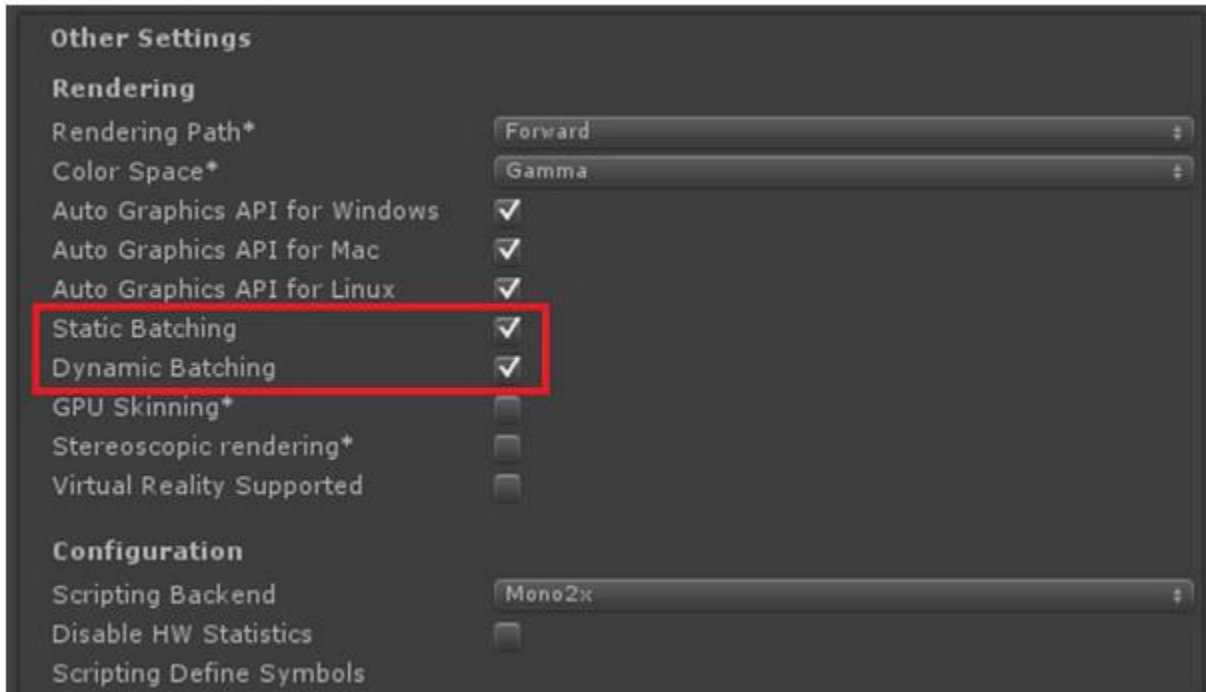 Other Settings
Rendering
Rendering Path* Forward
Color Space* Gamma
Auto Graphics API for Windows
Auto Graphics API for Mac
Auto Graphics API for Linux
Static Batching
Dynamic Batching
GPU Skinning*
Stereoscopic rendering*
Virtual Reality Supported
Configuration
Scripting Backend Mono2x
Disable HW Statistics
Scripting Define Symbols